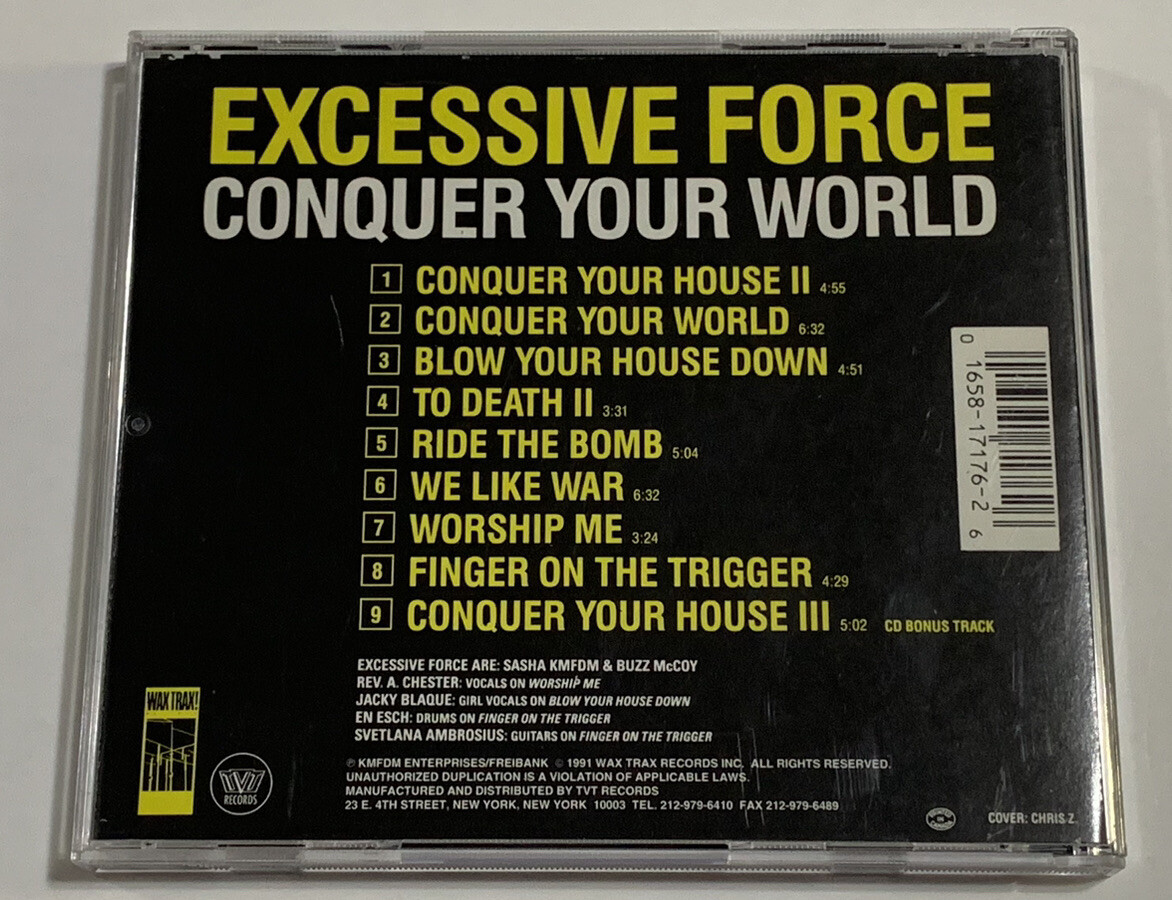 EXCESSIVE FORCE
CONQUER YOUR WORLD
1 CONQUER YOUR HOUSE II 4:55
2 CONQUER YOUR WORLD 6:32
3 BLOW YOUR HOUSE DOWN 4:51
4 TO DEATH II 3:31
5 RIDE THE BOMB 5:04
6 WE LIKE WAR 6:32
7 WORSHIP ME 3:24
8 FINGER ON THE TRIGGER 4:29
9 CONQUER YOUR HOUSE III 5:02 CD BONUS TRACK
0 1658-17176-2 6
EXCESSIVE FORCE ARE: SASHA KMFDM & BUZZ McCOY
REV. A. CHESTER: VOCALS ON WORSHIP ME
JACKY BLAQUE: GIRL VOCALS ON BLOW YOUR HOUSE DOWN
EN ESCH: DRUMS ON FINGER ON THE TRIGGER
SVETLANA AMBROSIUS: GUITARS ON FINGER ON THE TRIGGER
℗ KMFDM ENTERPRISES/FREIBANK © 1991 WAX TRAX RECORDS INC. ALL RIGHTS RESERVED.
UNAUTHORIZED DUPLICATION IS A VIOLATION OF APPLICABLE LAWS.
MANUFACTURED AND DISTRIBUTED BY TVT RECORDS
23 E. 4TH STREET, NEW YORK, NEW YORK 10003 TEL. 212-979-6410 FAX 212-979-6489
WAX TRAX!
TVT
RECORDS
COVER: CHRIS Z.